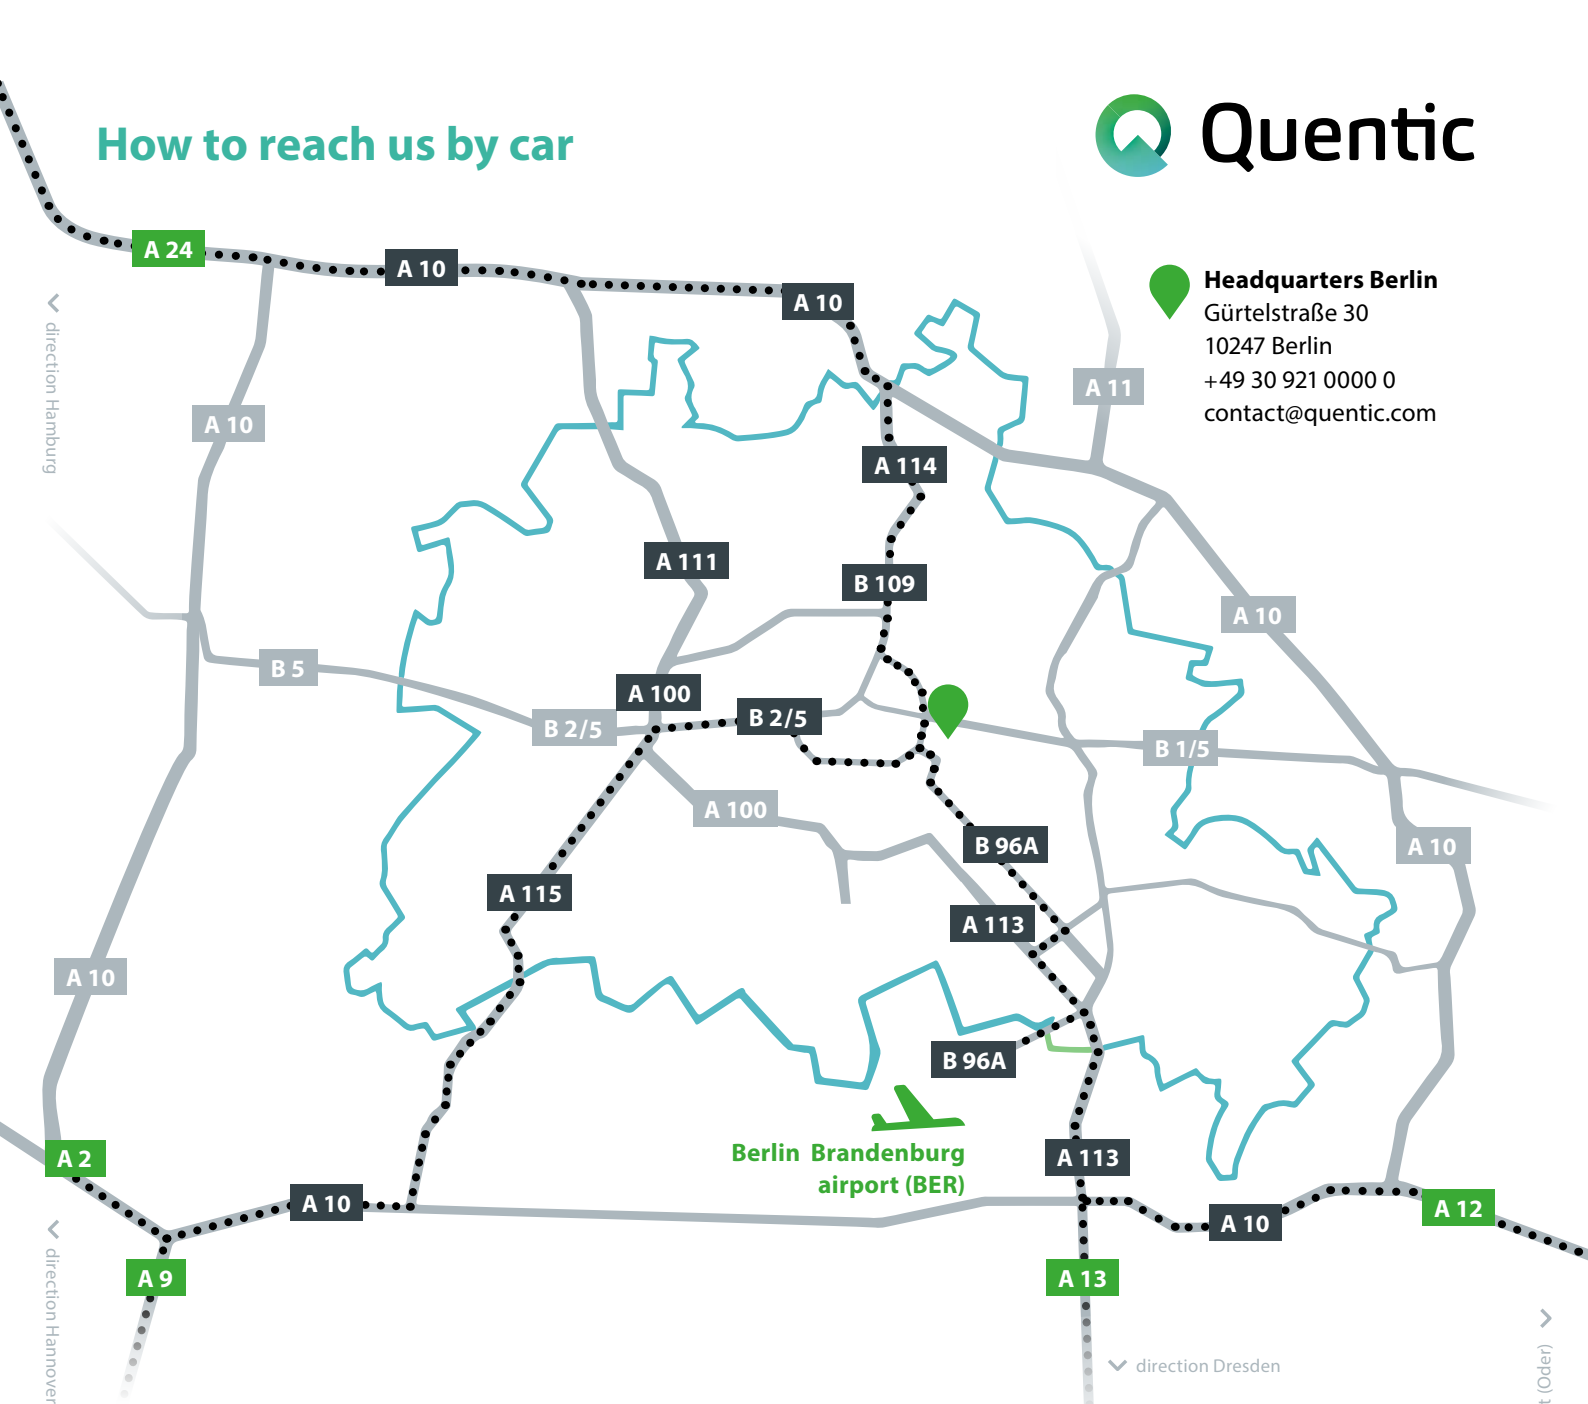 How to reach us by car
Quentic
Headquarters Berlin
Gürtelstraße 30
10247 Berlin
+49 30 921 0000 0
contact@quentic.com
A 24
A 10
A 10
direction Hamburg
A 11
A 10
A 114
A 111
B 109
A 10
B 5
A 100
B 2/5
B 2/5
B 1/5
A 100
B 96A
A 10
A 115
A 113
A 10
B 96A
Berlin Brandenburg
airport (BER)
A 2
A 113
A 10
A 12
A 10
direction Hannover
A 9
A 13
direction Dresden
t (Oder)